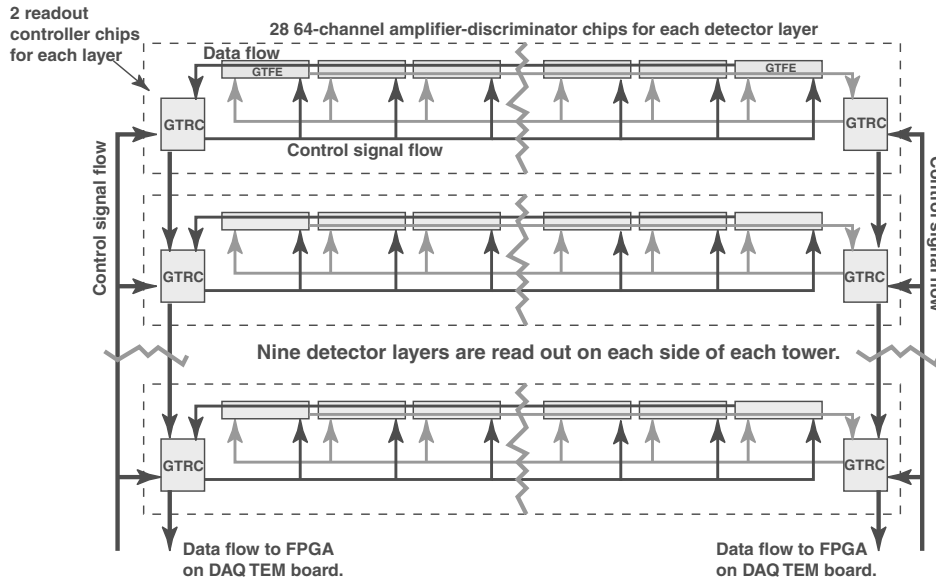 2 readout
controller chips
for each layer
28 64-channel amplifier-discriminator chips for each detector layer
Data flow
GTFE
GTFE
GTRC
GTRC
Control signal flow
Control signal flow
Control signal flow
GTRC
GTRC
Nine detector layers are read out on each side of each tower.
GTRC
GTRC
Data flow to FPGA
on DAQ TEM board.
Data flow to FPGA
on DAQ TEM board.